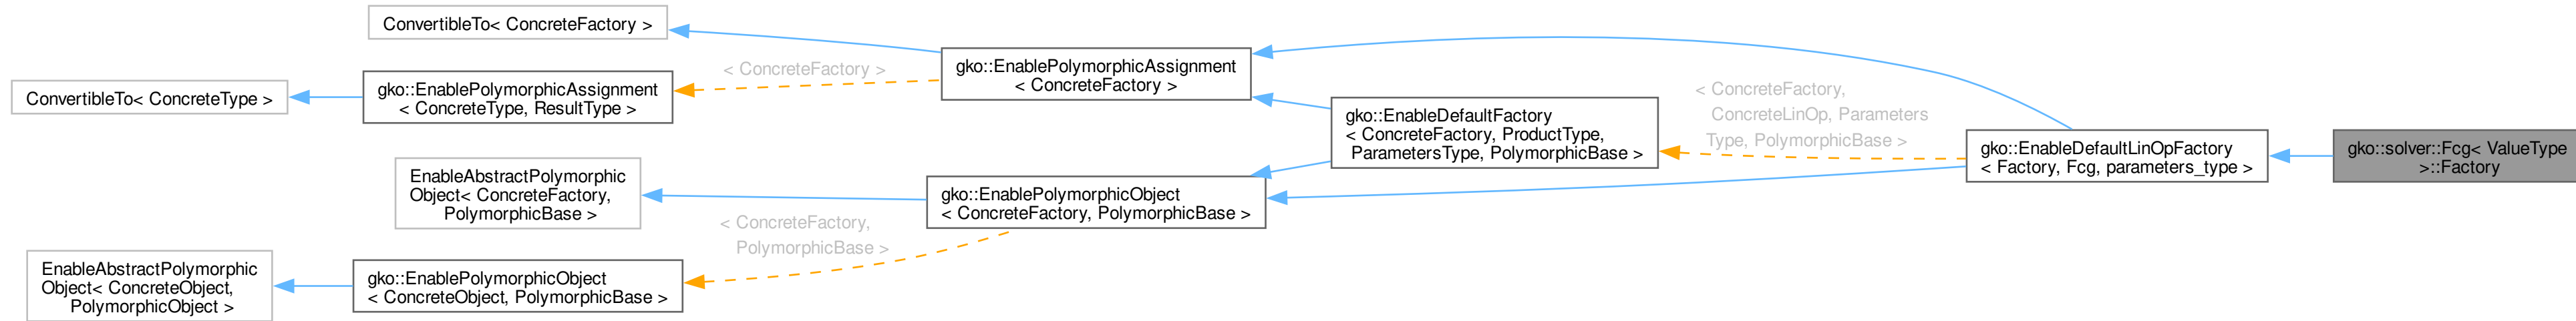 ConvertibleTo< ConcreteFactory >
ConvertibleTo< ConcreteType >
gko::EnablePolymorphicAssignment
< ConcreteType, ResultType >
< ConcreteFactory >
gko::EnablePolymorphicAssignment
< ConcreteFactory >
EnableAbstractPolymorphic
Object< ConcreteFactory,
PolymorphicBase >
EnableAbstractPolymorphic
Object< ConcreteObject,
PolymorphicObject >
gko::EnablePolymorphicObject
< ConcreteObject, PolymorphicBase >
< ConcreteFactory,
PolymorphicBase >
gko::EnablePolymorphicObject
< ConcreteFactory, PolymorphicBase >
gko::EnableDefaultFactory
< ConcreteFactory, ProductType,
ParametersType, PolymorphicBase >
< ConcreteFactory,
ConcreteLinOp, Parameters
Type, PolymorphicBase >
gko::EnableDefaultLinOpFactory
< Factory, Fcg, parameters_type >
gko::solver::Fcg< ValueType
>::Factory